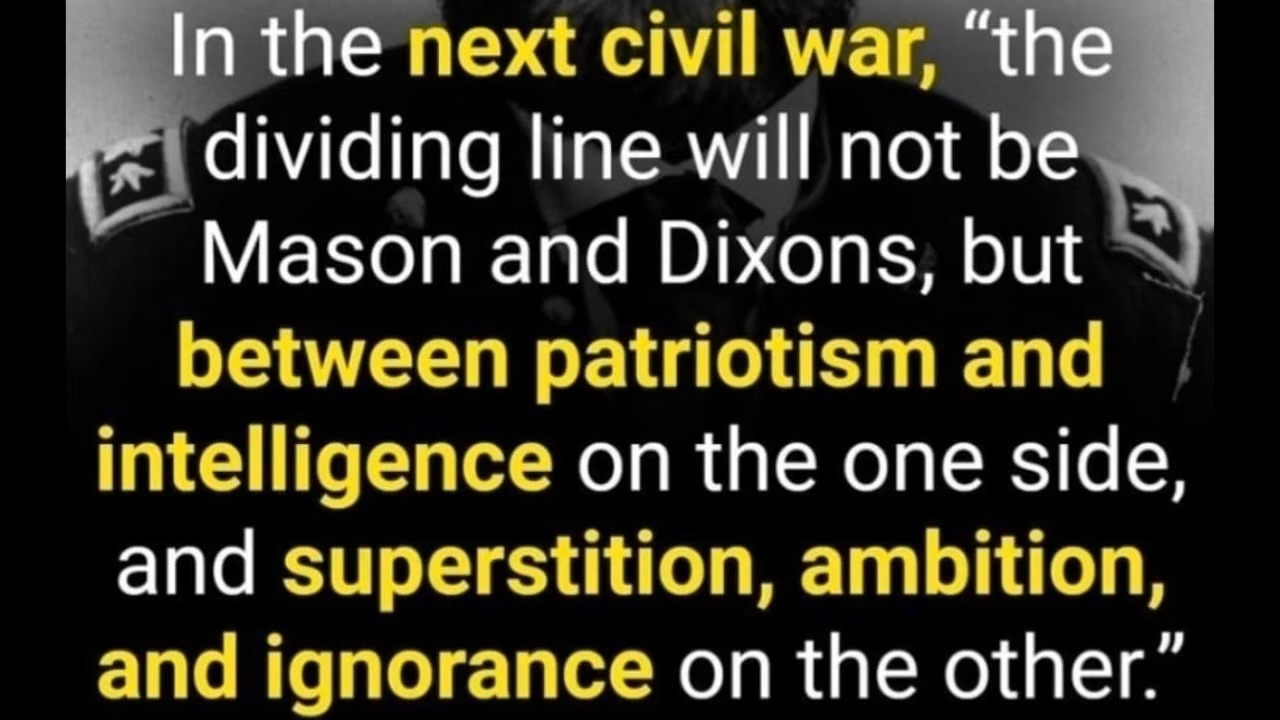 In the next civil war, “the
dividing line will not be
Mason and Dixons, but
between patriotism and
intelligence on the one side,
and superstition, ambition,
and ignorance on the other.”